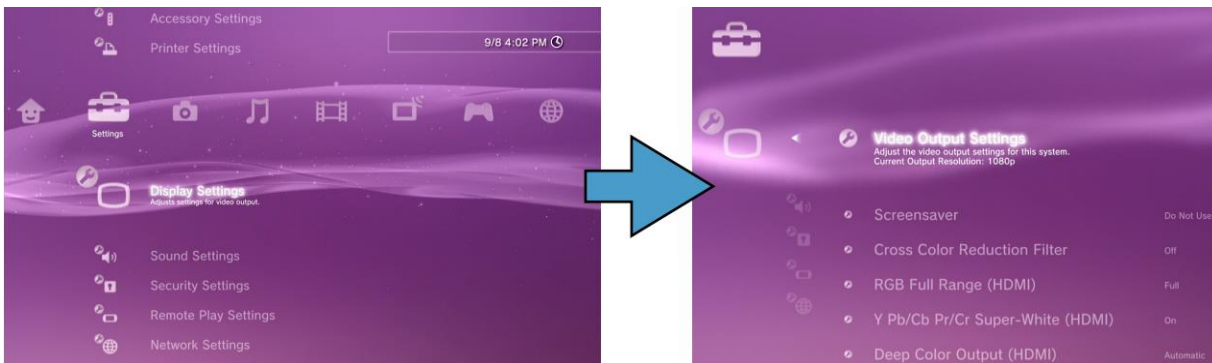 Accessory Settings
Printer Settings
9/8 4:02 PM
Settings
Display Settings
Adjusts settings for video output.
Sound Settings
Security Settings
Remote Play Settings
Network Settings
Video Output Settings
Adjust the video output settings for this system.
Current Output Resolution: 1080p
Screensaver Do Not Use
Cross Color Reduction Filter Off
RGB Full Range (HDMI) Full
Y Pb/Cb Pr/Cr Super-White (HDMI) On
Deep Color Output (HDMI) Automatic